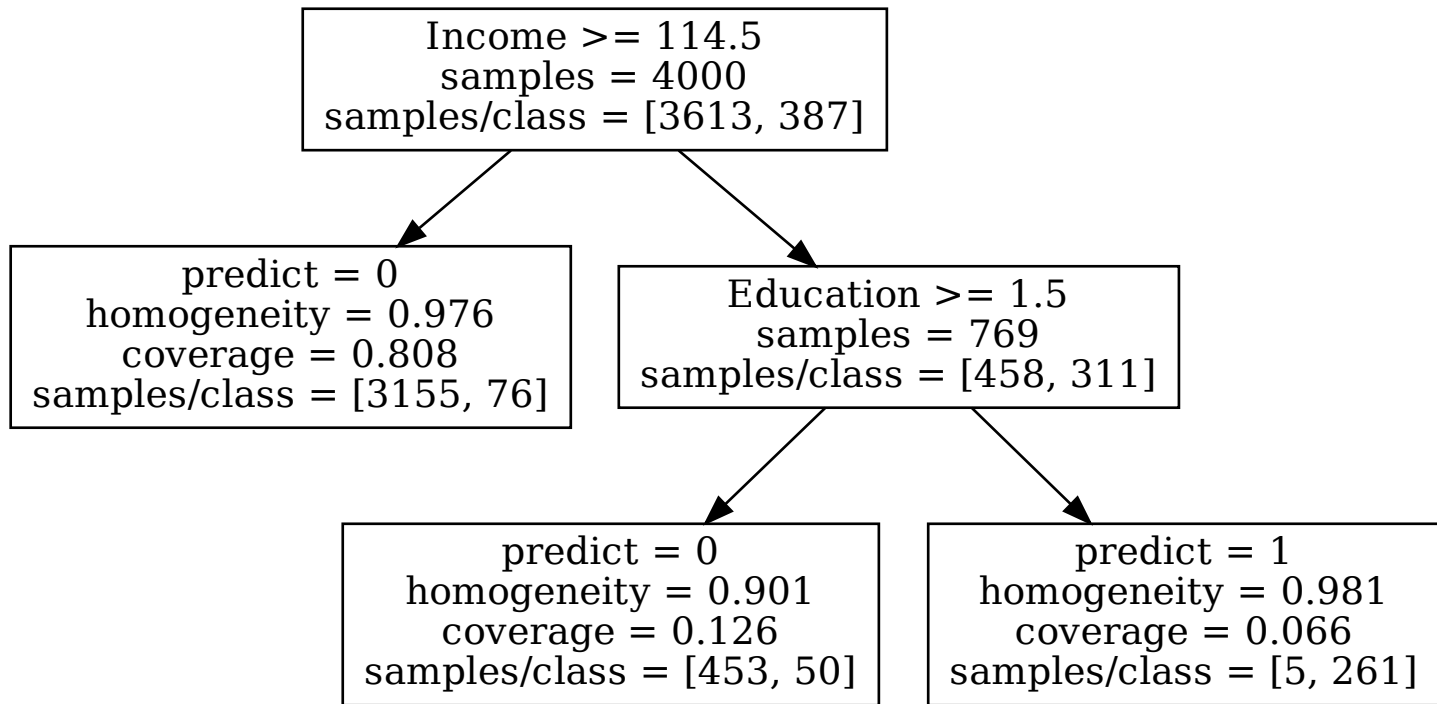 Income >= 114.5
samples = 4000
samples/class = [3613, 387]
predict = 0
homogeneity = 0.976
coverage = 0.808
samples/class = [3155, 76]
Education >= 1.5
samples = 769
samples/class = [458, 311]
predict = 0
homogeneity = 0.901
coverage = 0.126
samples/class = [453, 50]
predict = 1
homogeneity = 0.981
coverage = 0.066
samples/class = [5, 261]